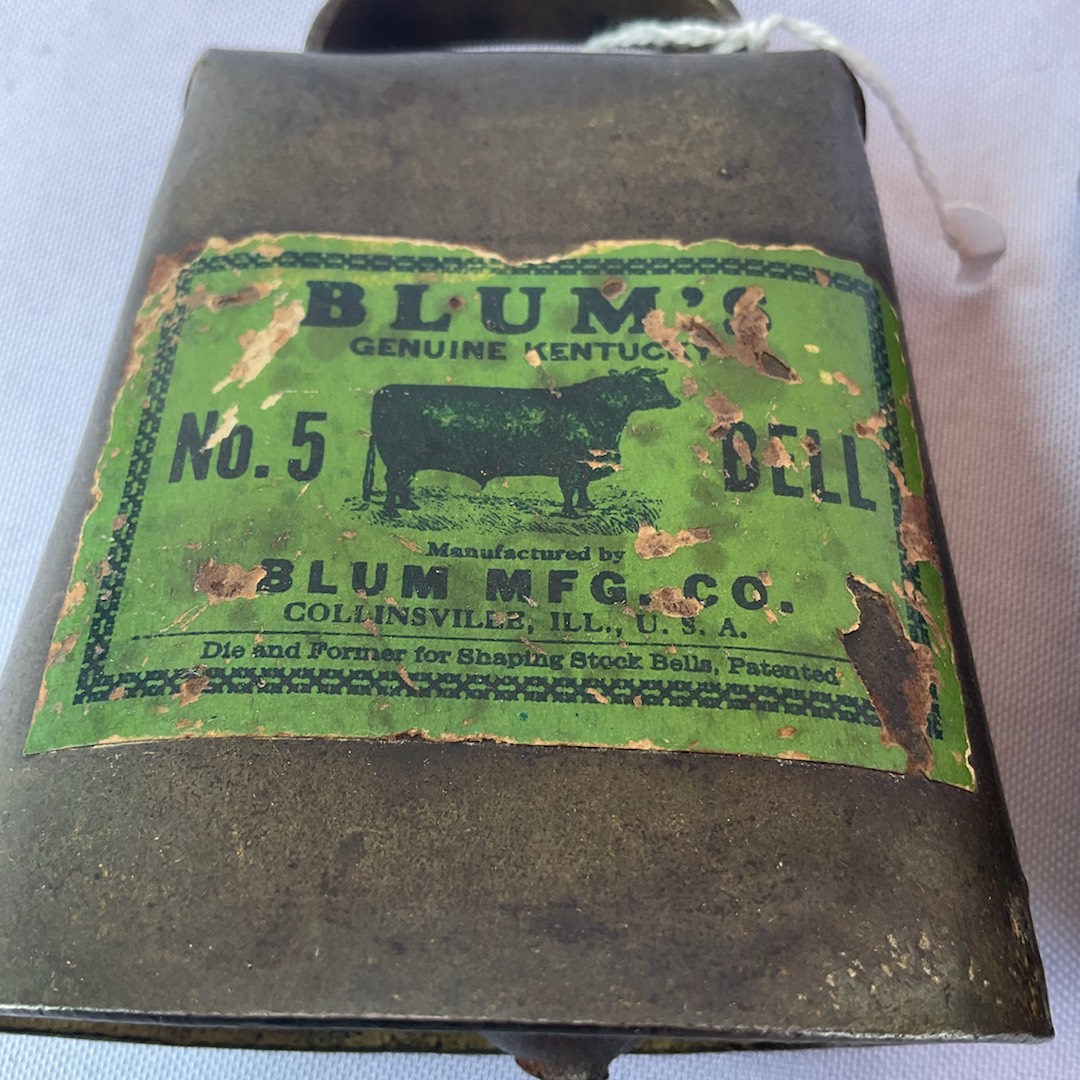 BLUM'S
GENUINE KENTUCKY
No. 5 BELL
Manufactured by
BLUM MFG. CO.
COLLINSVILLE, ILL., U. S. A.
Die and Former for Shaping Stock Bells, Patented